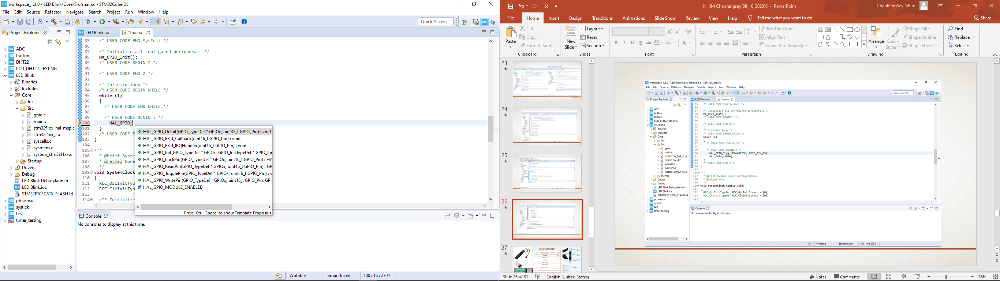 workspace_1.3.0 - LED Blink/Core/Src/main.c - STM32CubeIDE
File Edit Source Refactor Navigate Search Project Run Window Help
Quick Access
Project Explorer
ADC
button
DHT22
LCD_DHT22_TESTING
LED Blink
Binaries
Includes
Core
Inc
Src
gpio.c
main.c
stm32f1xx_hal_msp.c
stm32f1xx_it.c
syscalls.c
sysmem.c
system_stm32f1xx.c
Startup
Drivers
Debug
LED Blink Debug.launch
LED Blink.ioc
STM32F103C8TX_FLASH.ld
ph sensor
systick
test
timer_testing
LED Blink.ioc *main.c
85 /* USER CODE END SysInit */
86
87 /* Initialize all configured peripherals */
88 MX_GPIO_Init();
89 /* USER CODE BEGIN 2 */
90
91 /* USER CODE END 2 */
92
93 /* Infinite loop */
94 /* USER CODE BEGIN WHILE */
95 while (1)
96 {
97 /* USER CODE END WHILE */
98
99 /* USER CODE BEGIN 3 */
100 HAL_GPIO_
101 }
102 /* USER CODE E
103 }
104
105 /**
106 * @brief Syste
107 * @retval None
108 */
109 void SystemClock
110 {
111 RCC_OscInitTyp
112 RCC_ClkInitTyp
113
114 /** Initialize
HAL_GPIO_DeInit(GPIO_TypeDef * GPIOx, uint32_t GPIO_Pin) : void
HAL_GPIO_EXTI_Callback(uint16_t GPIO_Pin) : void
HAL_GPIO_EXTI_IRQHandler(uint16_t GPIO_Pin) : void
HAL_GPIO_Init(GPIO_TypeDef * GPIOx, GPIO_InitTypeDef * GPIO_Init
HAL_GPIO_LockPin(GPIO_TypeDef * GPIOx, uint16_t GPIO_Pin) : HA
HAL_GPIO_ReadPin(GPIO_TypeDef * GPIOx, uint16_t GPIO_Pin) : GP
HAL_GPIO_TogglePin(GPIO_TypeDef * GPIOx, uint16_t GPIO_Pin) : v
HAL_GPIO_WritePin(GPIO_TypeDef * GPIOx, uint16_t GPIO_Pin, GPI
# HAL_GPIO_MODULE_ENABLED
Press 'Ctrl+Space' to show Template Proposals
Console
No consoles to display at this time.
Writable Smart Insert 100 : 16 : 2704
NHIM Chanrengsey(08_10_2020)0 - PowerPoint
ChanRengSey Nhim
File Home Insert Design Transitions Animations Slide Show Review View Help Tell me what you want to do Share
Paste
Cut
Copy
Format Painter
Clipboard
New Slide
Layout
Reset
Section
Slides
32
B I U S abc AV Aa A
Font
Text Direction
Align Text
Convert to SmartArt
Paragraph
Arrange
Quick Styles
Shape Fill
Shape Outline
Shape Effects
Drawing
Find
Replace
Select
Editing
23
24
25
26
27
COMPONENT:
workspace_1.3.0 - LED Blink/Core/Src/main.c - STM32CubeIDE
File Edit Source Refactor Navigate Search Project Run Window Help
Quick Access
Project Explorer
ADC
button
DHT22
LCD_DHT22_TESTING
LED Blink
Binaries
Includes
Core
Inc
Src
gpio.c
main.c
stm32f1xx_hal_msp.c
stm32f1xx_it.c
syscalls.c
sysmem.c
system_stm32f1xx.c
Startup
Drivers
Debug
LED Blink Debug.launch
LED Blink.ioc
STM32F103C8TX_FLASH.ld
ph sensor
systick
test
timer_testing
LED Blink.ioc *main.c
85 /* USER CODE END SysInit */
86
87 /* Initialize all configured peripherals */
88 MX_GPIO_Init();
89 /* USER CODE BEGIN 2 */
90
91 /* USER CODE END 2 */
92
93 /* Infinite loop */
94 /* USER CODE BEGIN WHILE */
95 while (1)
96 {
97 /* USER CODE END WHILE */
98
99 /* USER CODE BEGIN 3 */
100 HAL_GPIO_TogglePin(GPIOC, GPIO_PIN_13);
101 HAL_Delay(1000);
102 }
103 /* USER CODE END 3 */
104 }
105
106 /**
107 * @brief System Clock Configuration
108 * @retval None
109 */
110 void SystemClock_Config(void)
111 {
112 RCC_OscInitTypeDef RCC_OscInitStruct = {0};
113 RCC_ClkInitTypeDef RCC_ClkInitStruct = {0};
114
Console
No consoles to display at this time.
Writable Smart Insert 100 : 46 : 2734
Slide 26 of 31 English (United States) Notes Comments 78%